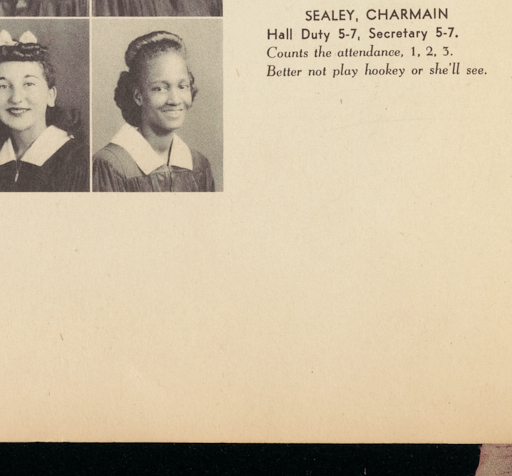 SEALEY, CHARMAIN
Hall Duty 5-7, Secretary 5-7.
Counts the attendance, 1, 2, 3.
Better not play hookey or she'll see.